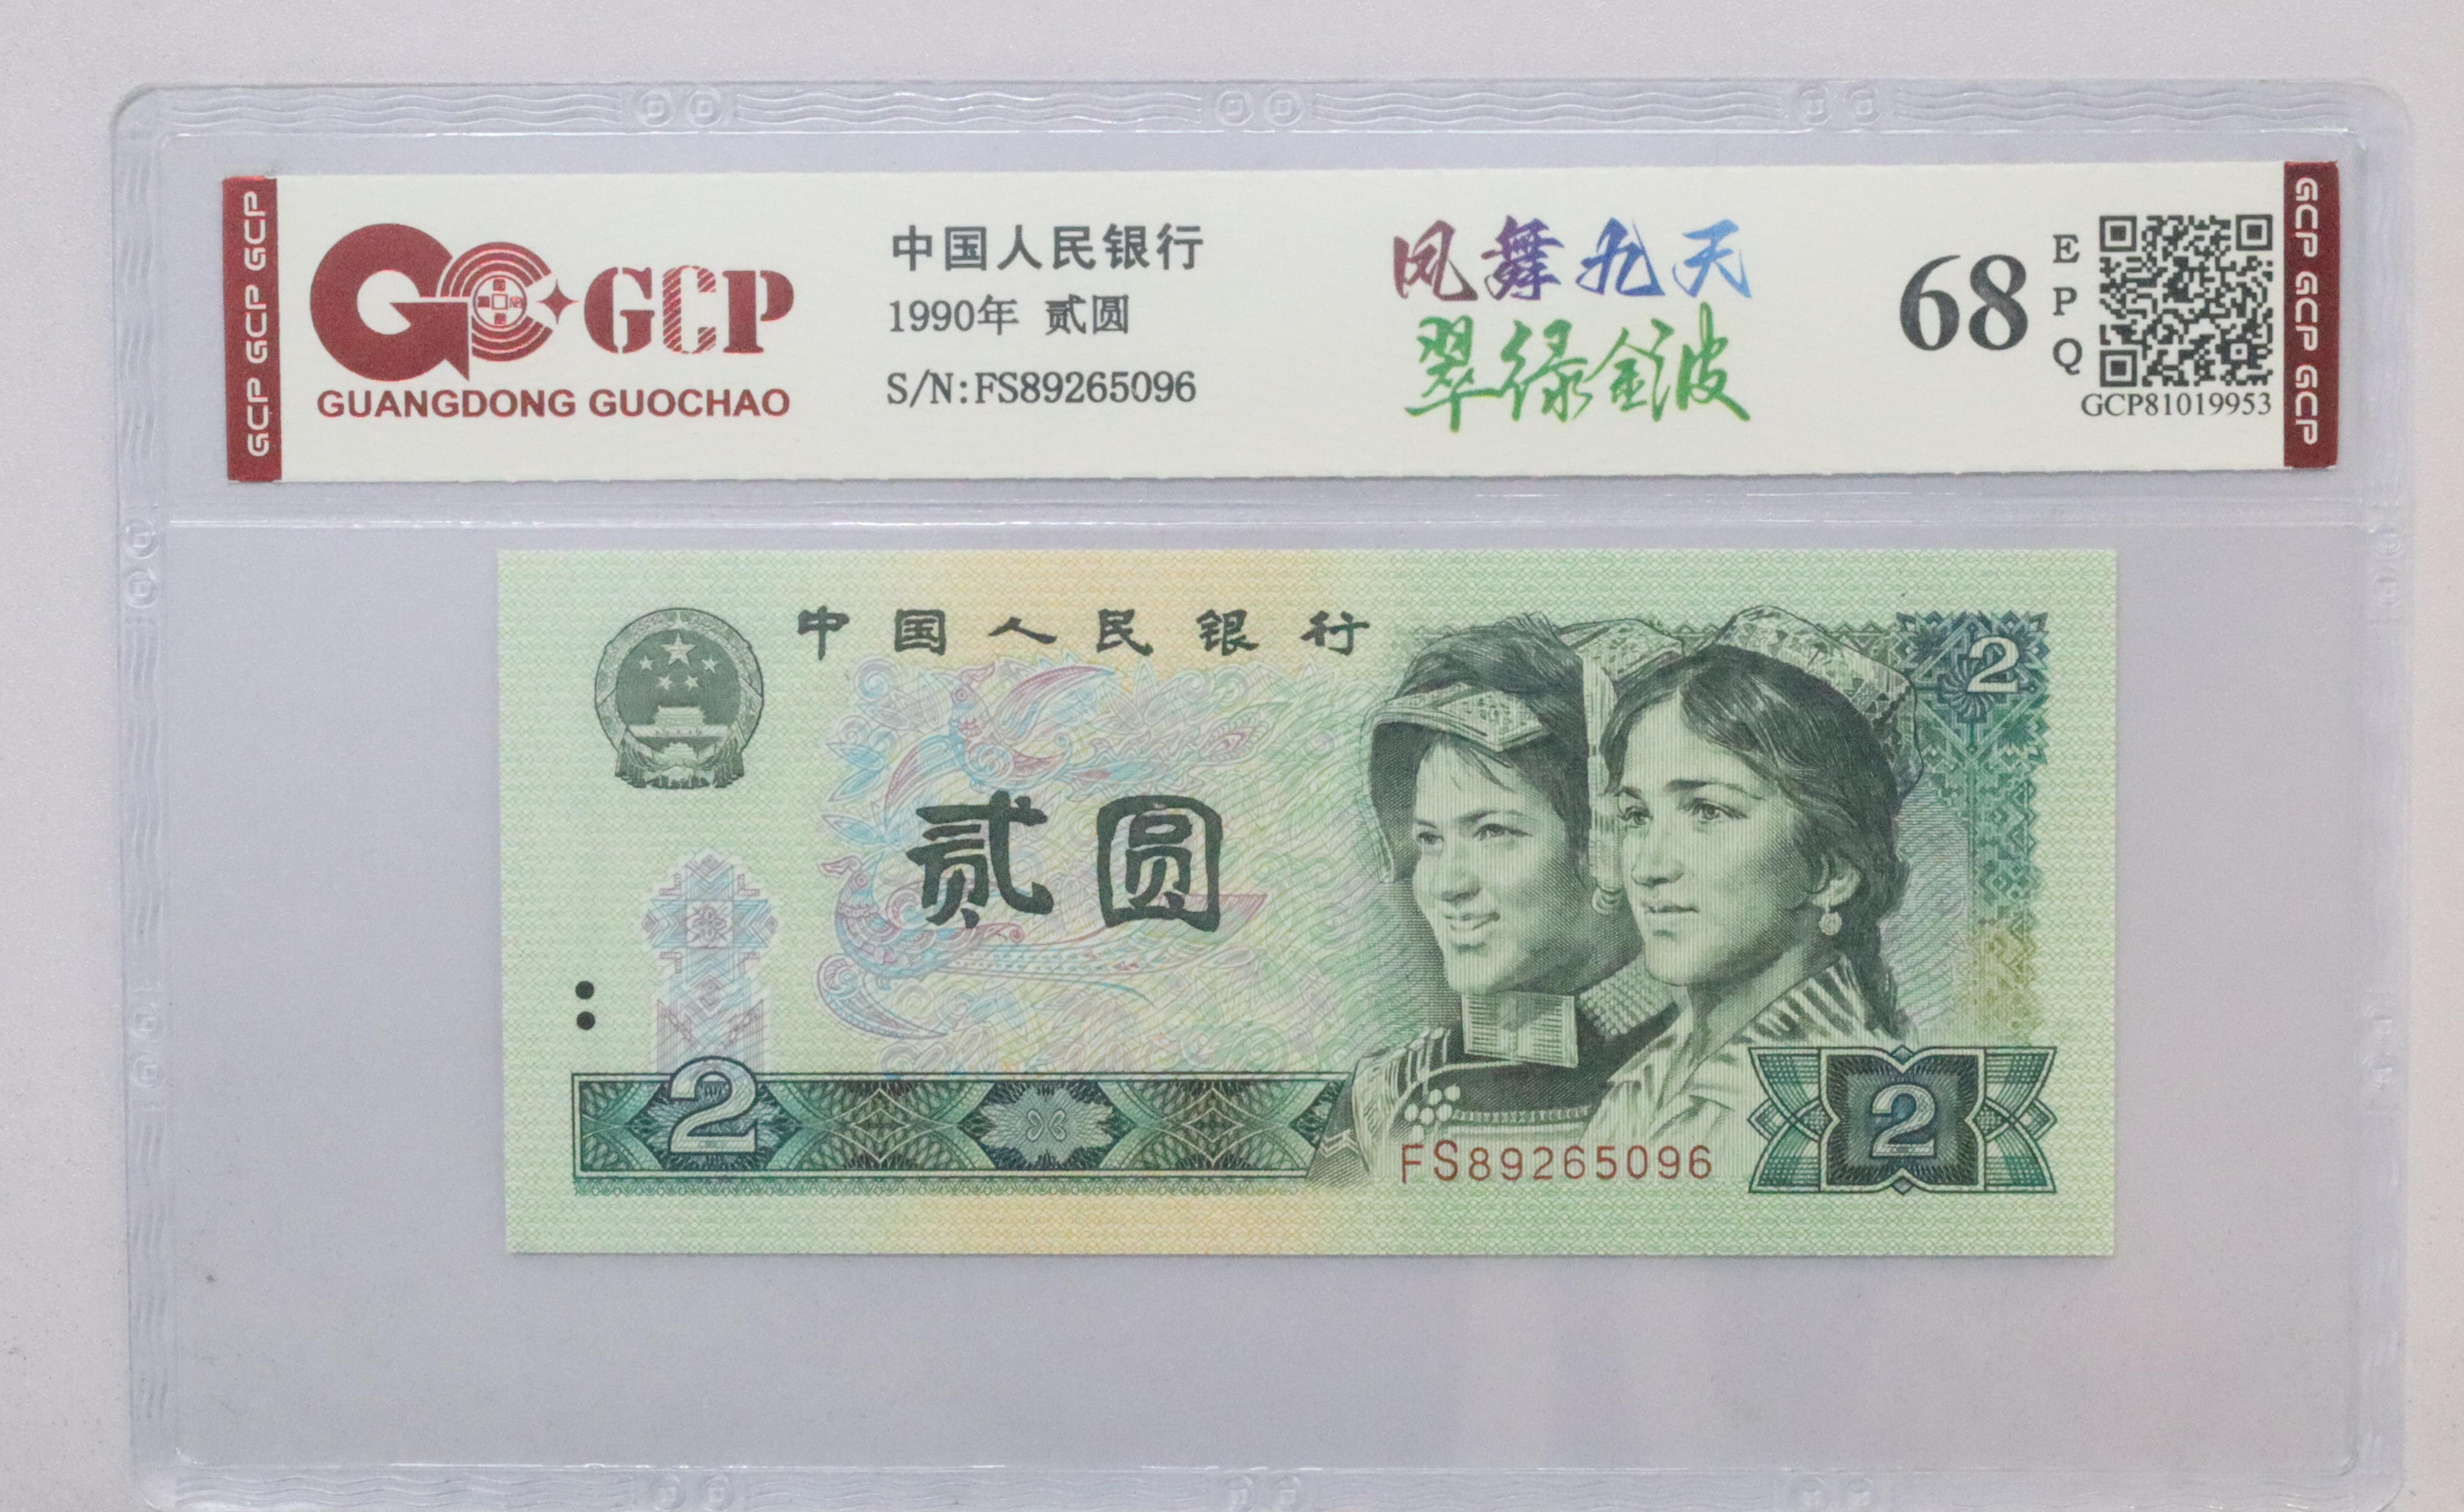 GCP GCP GCP
GCP
GUANGDONG GUOCHAO
中国人民银行
1990年 贰圆
S/N:FS89265096
凤舞九天
翠绿金波
68
E
P
Q
GCP81019953
GCP GCP GCP
中国人民银行
2
贰圆
2
2
FS89265096